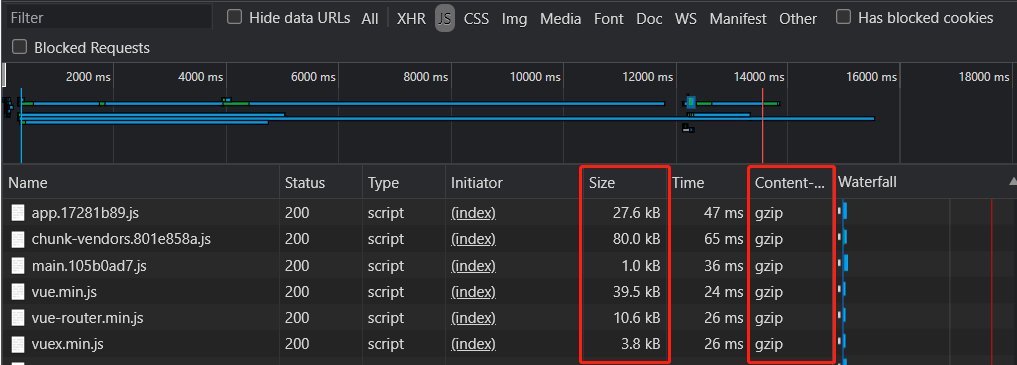 Filter Hide data URLs All XHR JS CSS Img Media Font Doc WS Manifest Other Has blocked cookies
Blocked Requests
2000 ms 4000 ms 6000 ms 8000 ms 10000 ms 12000 ms 14000 ms 16000 ms 18000 ms
Name Status Type Initiator Size Time Content-... Waterfall
app.17281b89.js 200 script (index) 27.6 kB 47 ms gzip
chunk-vendors.801e858a.js 200 script (index) 80.0 kB 65 ms gzip
main.105b0ad7.js 200 script (index) 1.0 kB 36 ms gzip
vue.min.js 200 script (index) 39.5 kB 24 ms gzip
vue-router.min.js 200 script (index) 10.6 kB 26 ms gzip
vuex.min.js 200 script (index) 3.8 kB 26 ms gzip